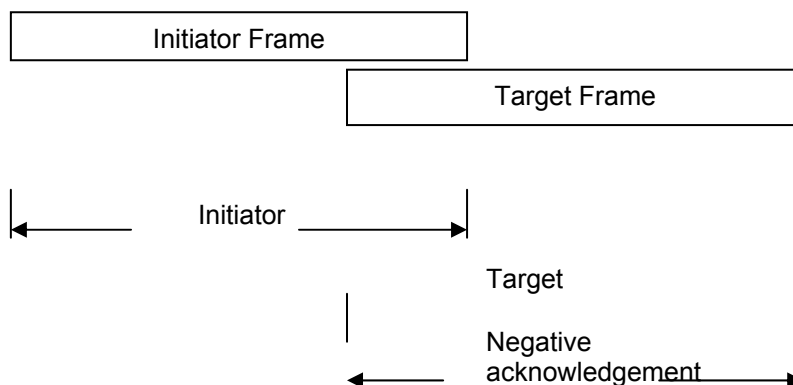 Initiator Frame
Target Frame
Initiator
Target
Negative
acknowledgement